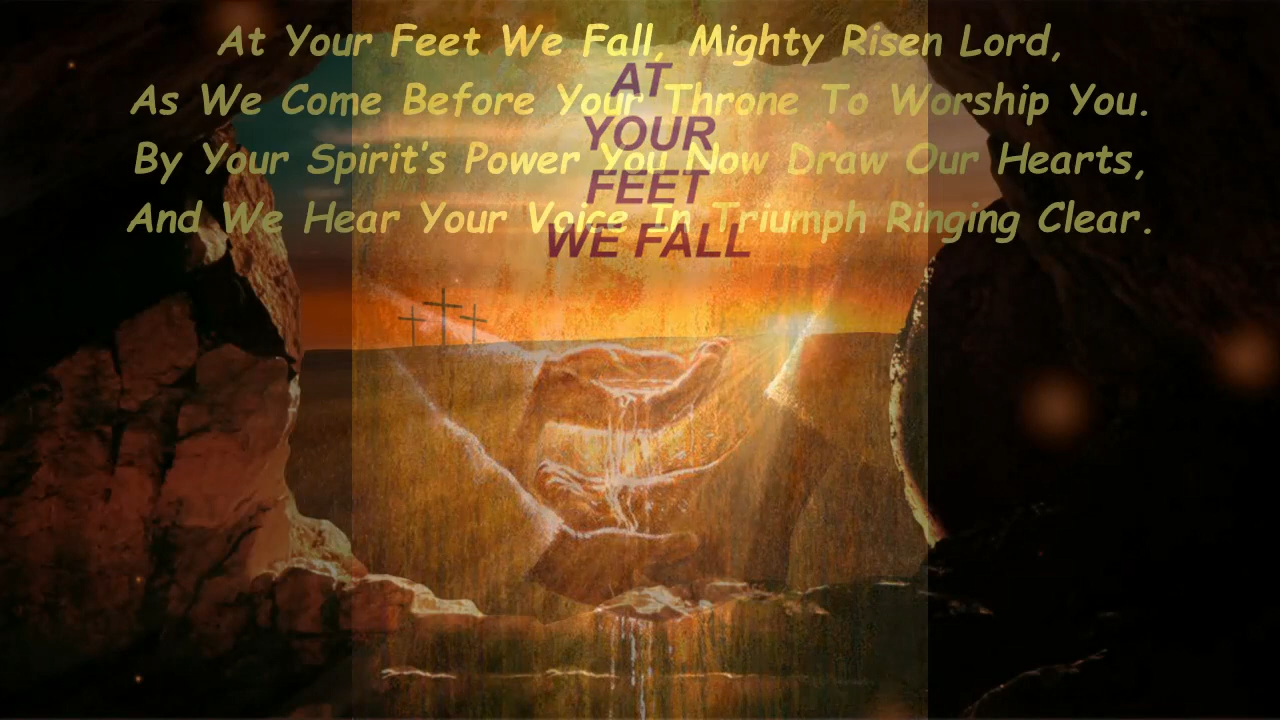 At Your Feet We Fall, Mighty Risen Lord,
As We Come Before Your Throne To Worship You.
By Your Spirit's Power You Now Draw Our Hearts,
And We Hear Your Voice In Triumph Ringing Clear.
AT
YOUR
FEET
WE FALL